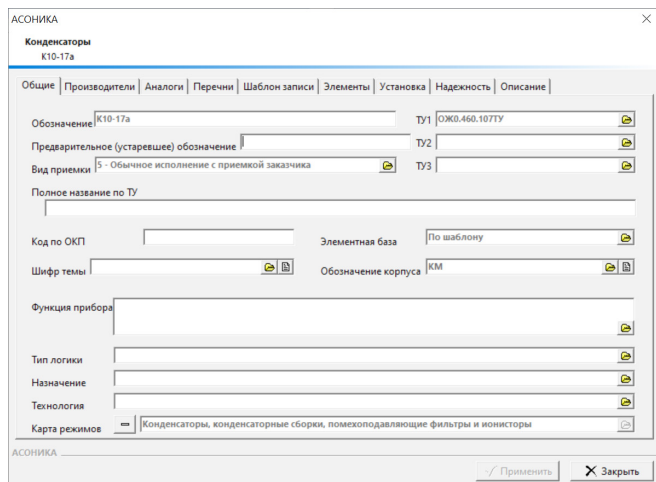 АСОНИКА
Конденсаторы
К10-17а
Общие Производители Аналоги Перечни Шаблон записи Элементы Установка Надежность Описание
Обозначение К10-17а ТУ1 ОЖ0.460.107ТУ
Предварительное (устаревшее) обозначение ТУ2
Вид приемки 5 - Обычное исполнение с приемкой заказчика ТУ3
Полное название по ТУ
Код по ОКП Элементная база По шаблону
Шифр темы Обозначение корпуса КМ
Функция прибора
Тип логики
Назначение
Технология
Карта режимов Конденсаторы, конденсаторные сборки, помехоподавляющие фильтры и ионисторы
АСОНИКА
Применить Закрыть